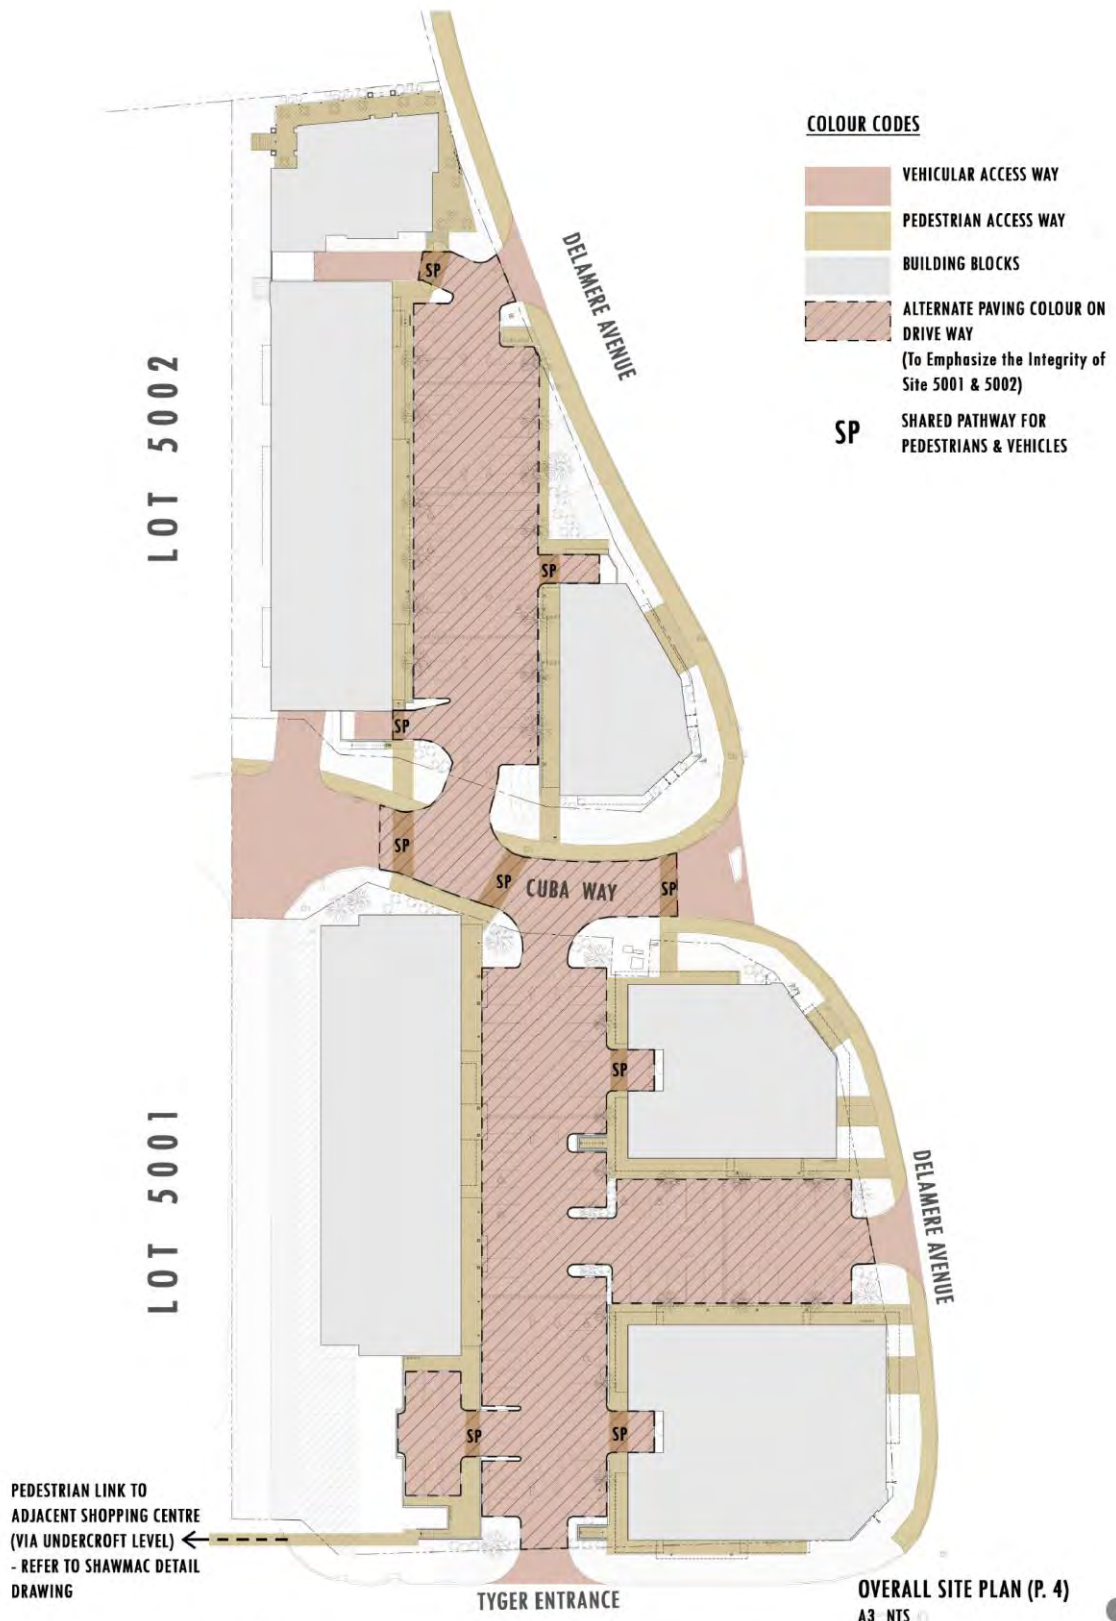 COLOUR CODES
VEHICULAR ACCESS WAY
PEDESTRIAN ACCESS WAY
BUILDING BLOCKS
ALTERNATE PAVING COLOUR ON
DRIVE WAY
(To Emphasize the Integrity of
Site 5001 & 5002)
SP
SHARED PATHWAY FOR
PEDESTRIANS & VEHICLES
DELAMERE AVENUE
SP
LOT 5002
SP
SP
SP
SP
CUBA WAY
SP
SP
LOT 5001
DELAMERE AVENUE
SP
SP
PEDESTRIAN LINK TO
ADJACENT SHOPPING CENTRE
(VIA UNDERCROFT LEVEL)
- REFER TO SHAWMAC DETAIL
DRAWING
TYGER ENTRANCE
OVERALL SITE PLAN (P. 4)
A3 NTS